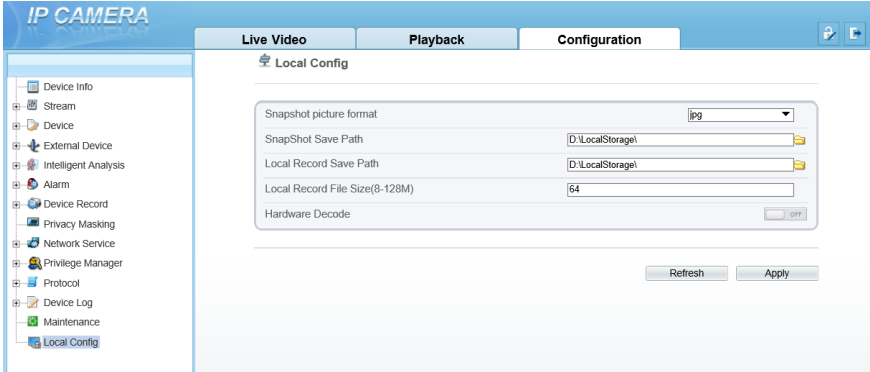 IP CAMERA
Live Video
Playback
Configuration
Local Config
Device Info
Stream
Device
External Device
Intelligent Analysis
Alarm
Device Record
Privacy Masking
Network Service
Privilege Manager
Protocol
Device Log
Maintenance
Local Config
Snapshot picture format
jpg
SnapShot Save Path
D:\LocalStorage\
Local Record Save Path
D:\LocalStorage\
Local Record File Size(8-128M)
64
Hardware Decode
OFF
Refresh
Apply